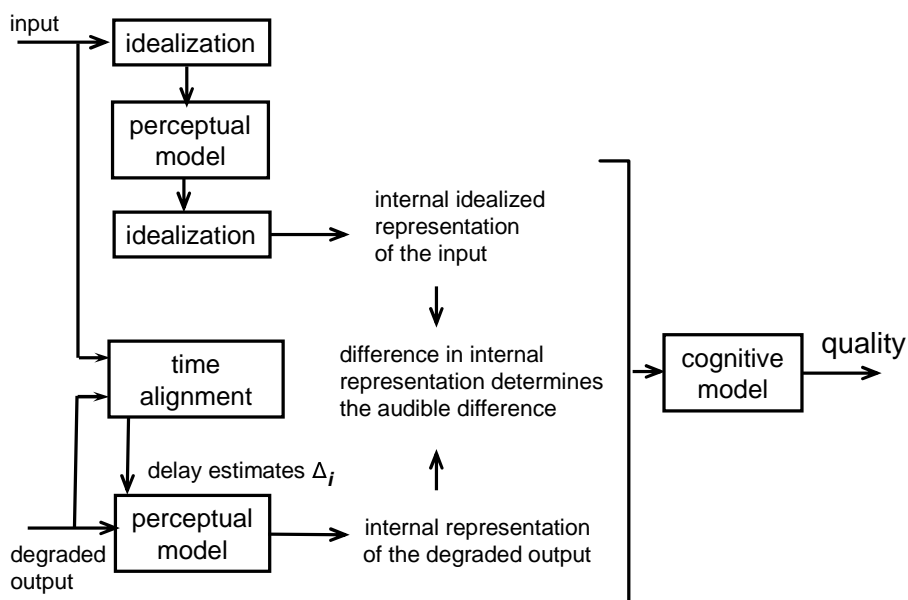 input
idealization
perceptual
model
idealization
internal idealized
representation
of the input
time
alignment
difference in internal
representation determines
the audible difference
cognitive
model
quality
delay estimates Δi
perceptual
model
internal representation
of the degraded output
degraded
output